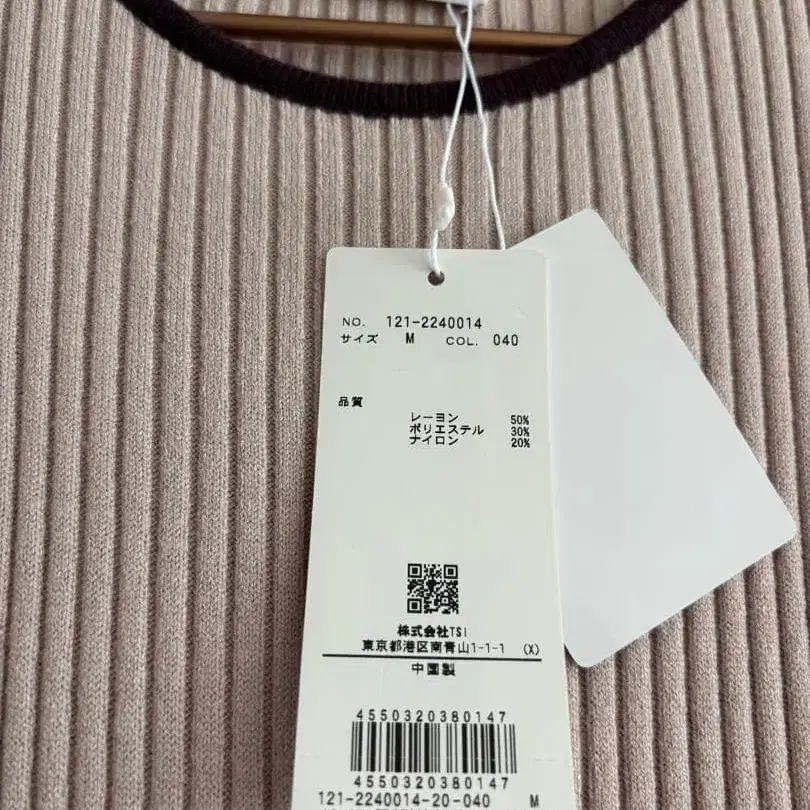 NO. 121-2240014
サイズ M COL. 040
品質
レーヨン 50%
ポリエステル 30%
ナイロン 20%
株式会社TSI
東京都港区南青山1-1-1 (X)
中国製
4550320380147
4550320380147
121-2240014-20-040 M